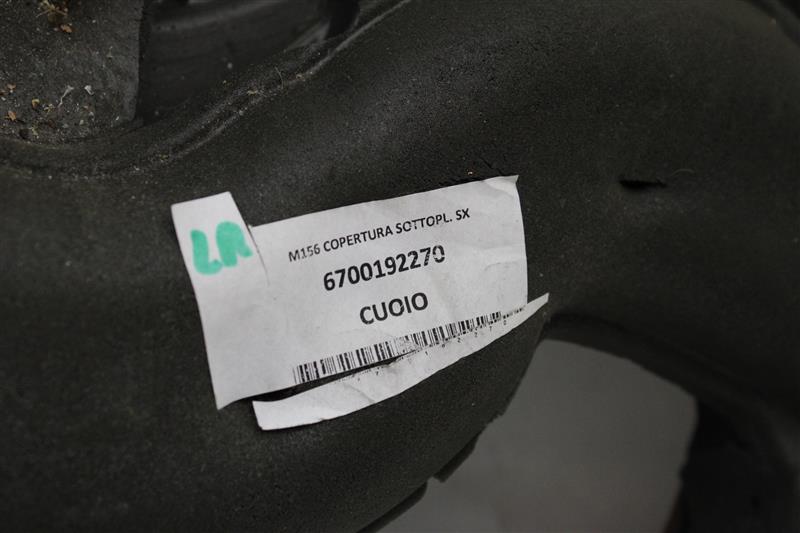 LR
M156 COPERTURA SOTTOPL. SX
6700192270
CUOIO